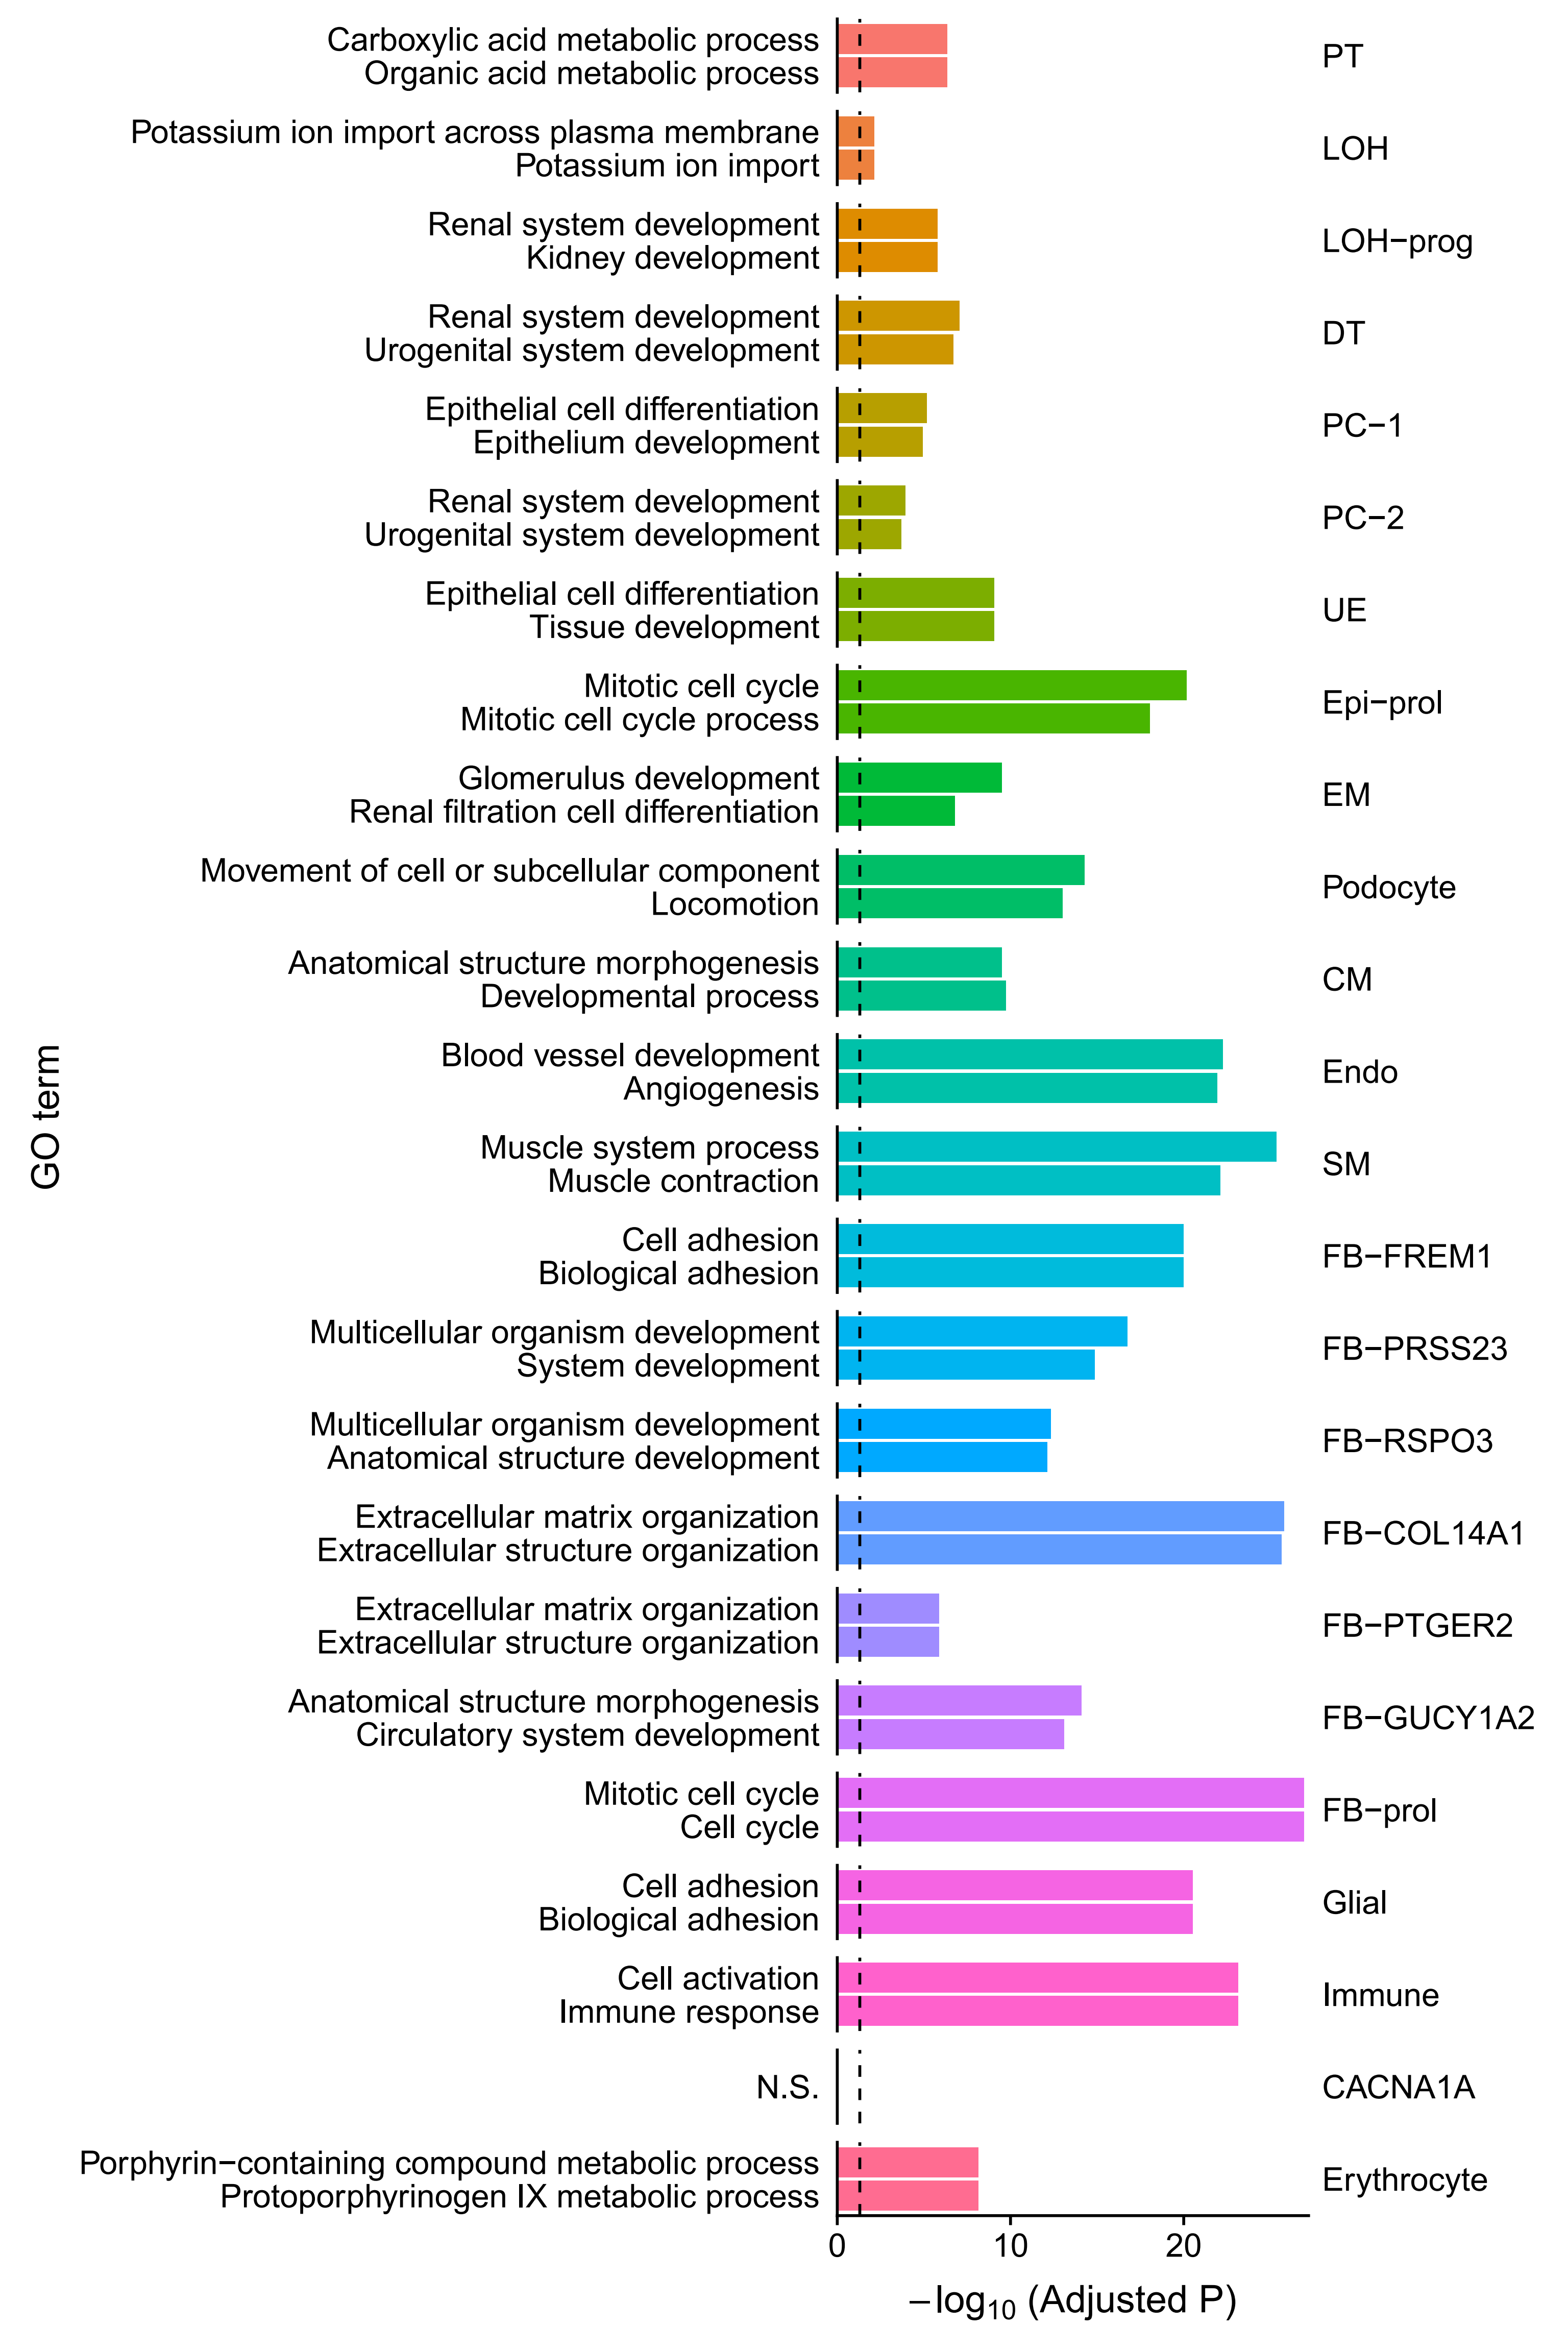 Carboxylic acid metabolic process
Organic acid metabolic process
PT
Potassium ion import across plasma membrane
Potassium ion import
LOH
Renal system development
Kidney development
LOH−prog
Renal system development
Urogenital system development
DT
Epithelial cell differentiation
Epithelium development
PC−1
Renal system development
Urogenital system development
PC−2
Epithelial cell differentiation
Tissue development
UE
Mitotic cell cycle
Mitotic cell cycle process
Epi−prol
Glomerulus development
Renal filtration cell differentiation
EM
Movement of cell or subcellular component
Locomotion
Podocyte
Anatomical structure morphogenesis
Developmental process
CM
Blood vessel development
Angiogenesis
Endo
Muscle system process
Muscle contraction
SM
Cell adhesion
Biological adhesion
FB−FREM1
Multicellular organism development
System development
FB−PRSS23
Multicellular organism development
Anatomical structure development
FB−RSPO3
Extracellular matrix organization
Extracellular structure organization
FB−COL14A1
Extracellular matrix organization
Extracellular structure organization
FB−PTGER2
Anatomical structure morphogenesis
Circulatory system development
FB−GUCY1A2
Mitotic cell cycle
Cell cycle
FB−prol
Cell adhesion
Biological adhesion
Glial
Cell activation
Immune response
Immune
N.S.
CACNA1A
Porphyrin−containing compound metabolic process
Protoporphyrinogen IX metabolic process
Erythrocyte
GO term
0 10 20
−log10 (Adjusted P)